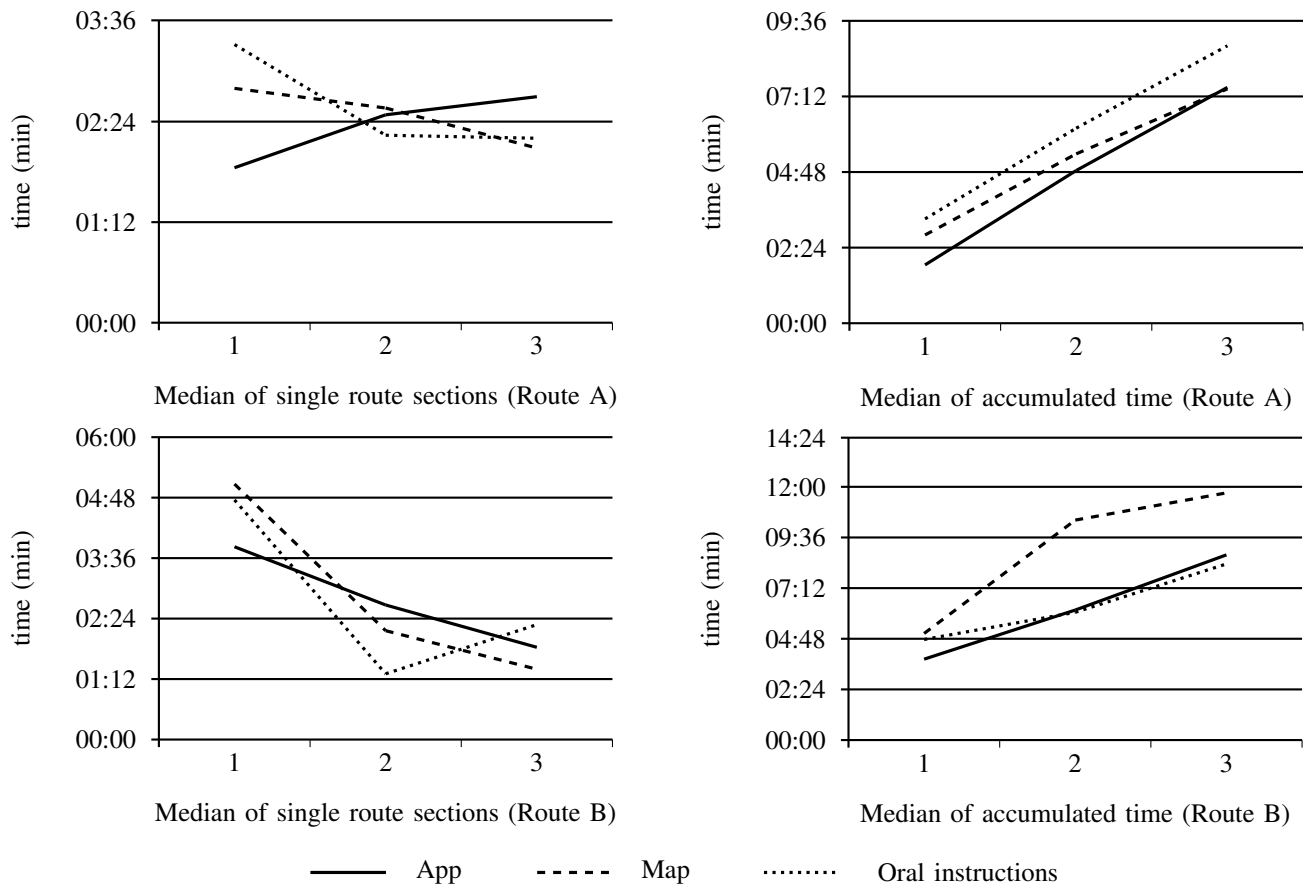 03:36
02:24
01:12
00:00
time (min)
1 2 3
Median of single route sections (Route A)
09:36
07:12
04:48
02:24
00:00
time (min)
1 2 3
Median of accumulated time (Route A)
06:00
04:48
03:36
02:24
01:12
00:00
time (min)
1 2 3
Median of single route sections (Route B)
14:24
12:00
09:36
07:12
04:48
02:24
00:00
time (min)
1 2 3
Median of accumulated time (Route B)
App Map Oral instructions